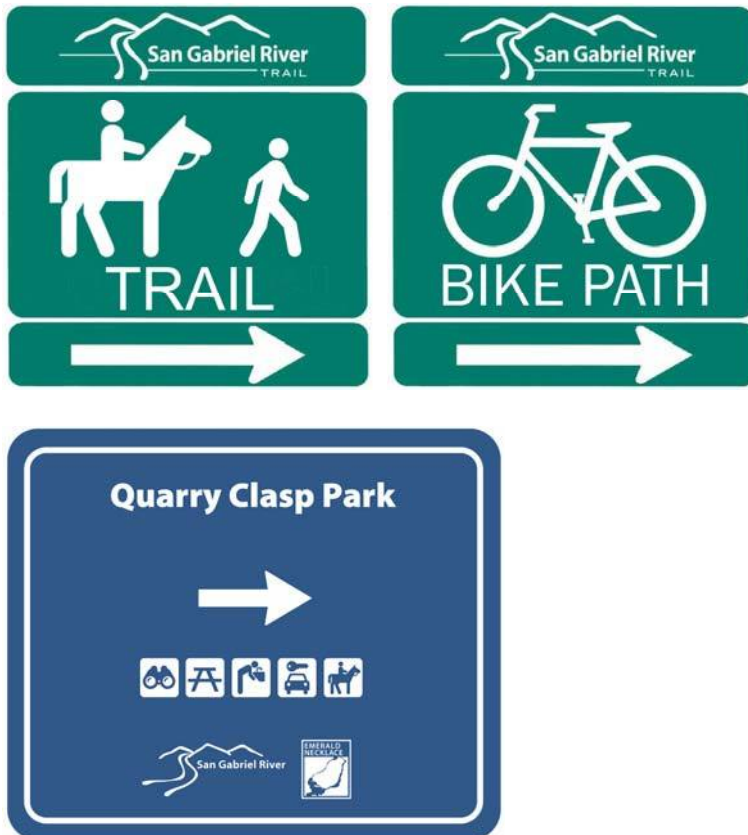 San Gabriel River
TRAIL
TRAIL
San Gabriel River
TRAIL
BIKE PATH
Quarry Clasp Park
San Gabriel River
EMERALD
NECKLACE